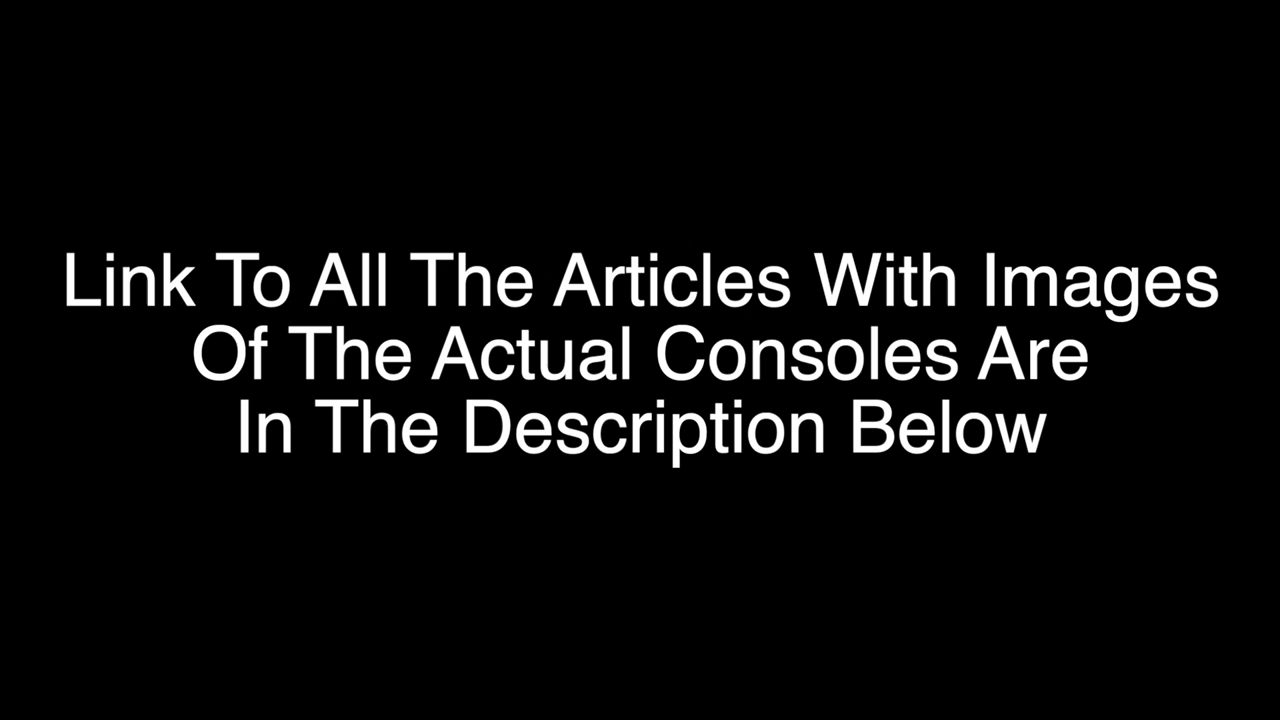 Link To All The Articles With Images
Of The Actual Consoles Are
In The Description Below